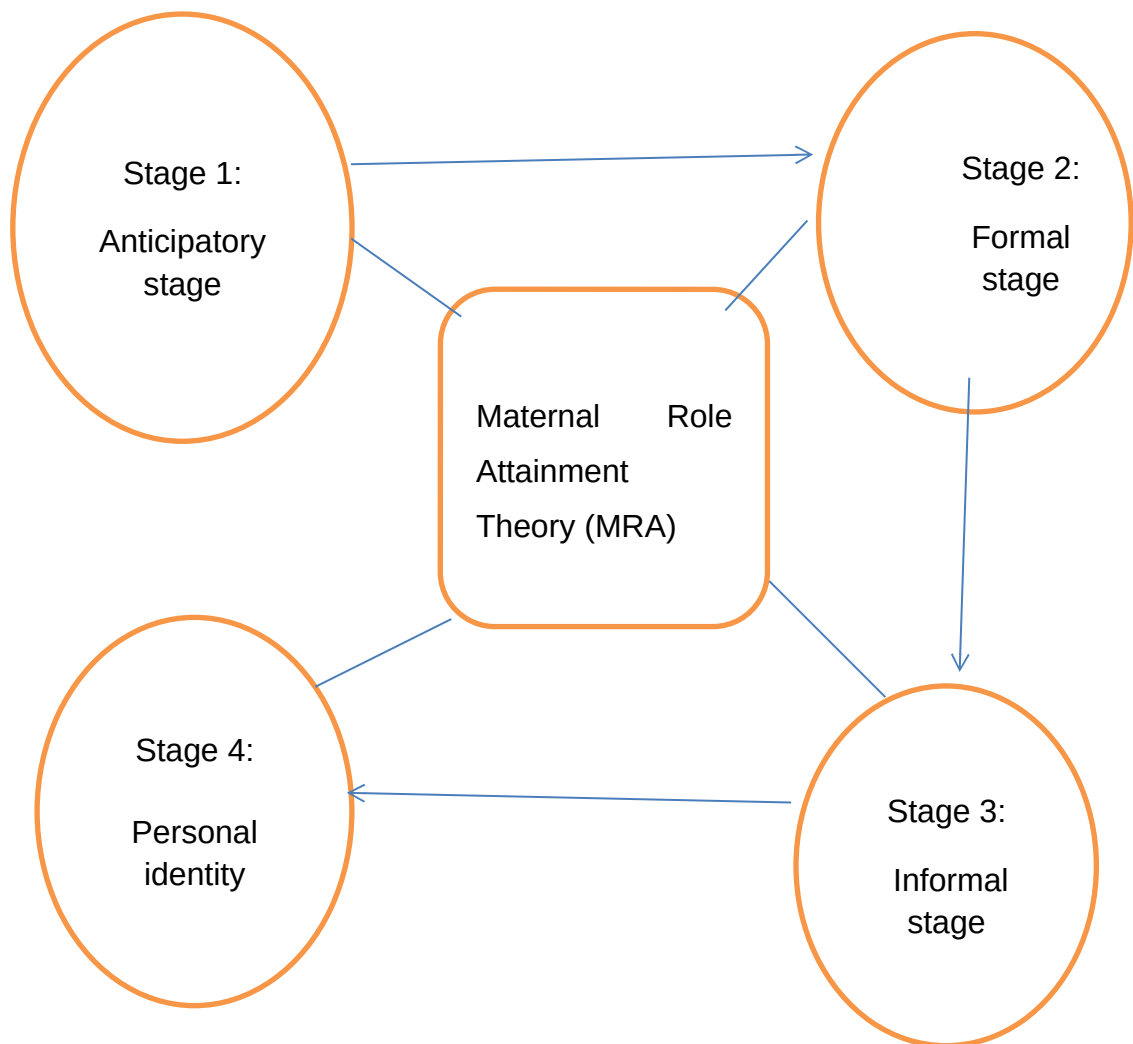 Stage 1:
Anticipatory
stage
Stage 2:
Formal
stage
Maternal Role
Attainment
Theory (MRA)
Stage 4:
Personal
identity
Stage 3:
Informal
stage